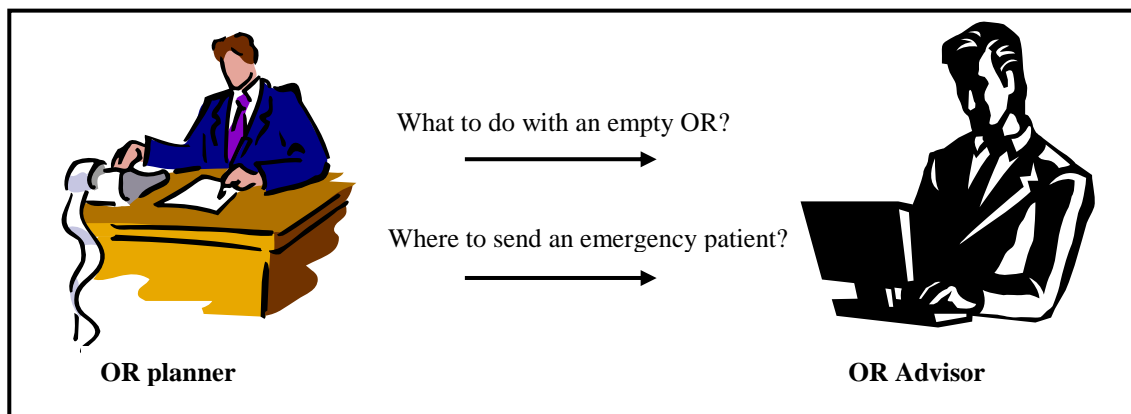 What to do with an empty OR?
Where to send an emergency patient?
OR planner
OR Advisor